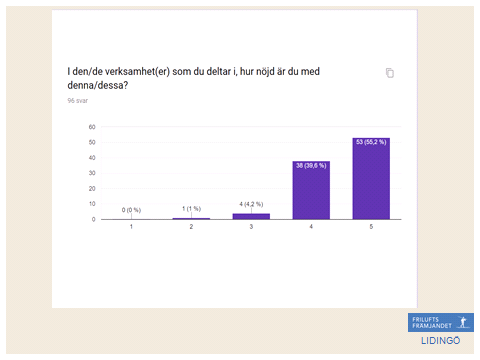 I den/de verksamhet(er) som du deltar i, hur nöjd är du med
denna/dessa?
96 svar
60
50
40
30
20
10
0
0 (0 %)
1 (1 %)
4 (4,2 %)
38 (39,6 %)
53 (55,2 %)
1 2 3 4 5
FRILUFTS
FRÄMJANDET
LIDINGÖ